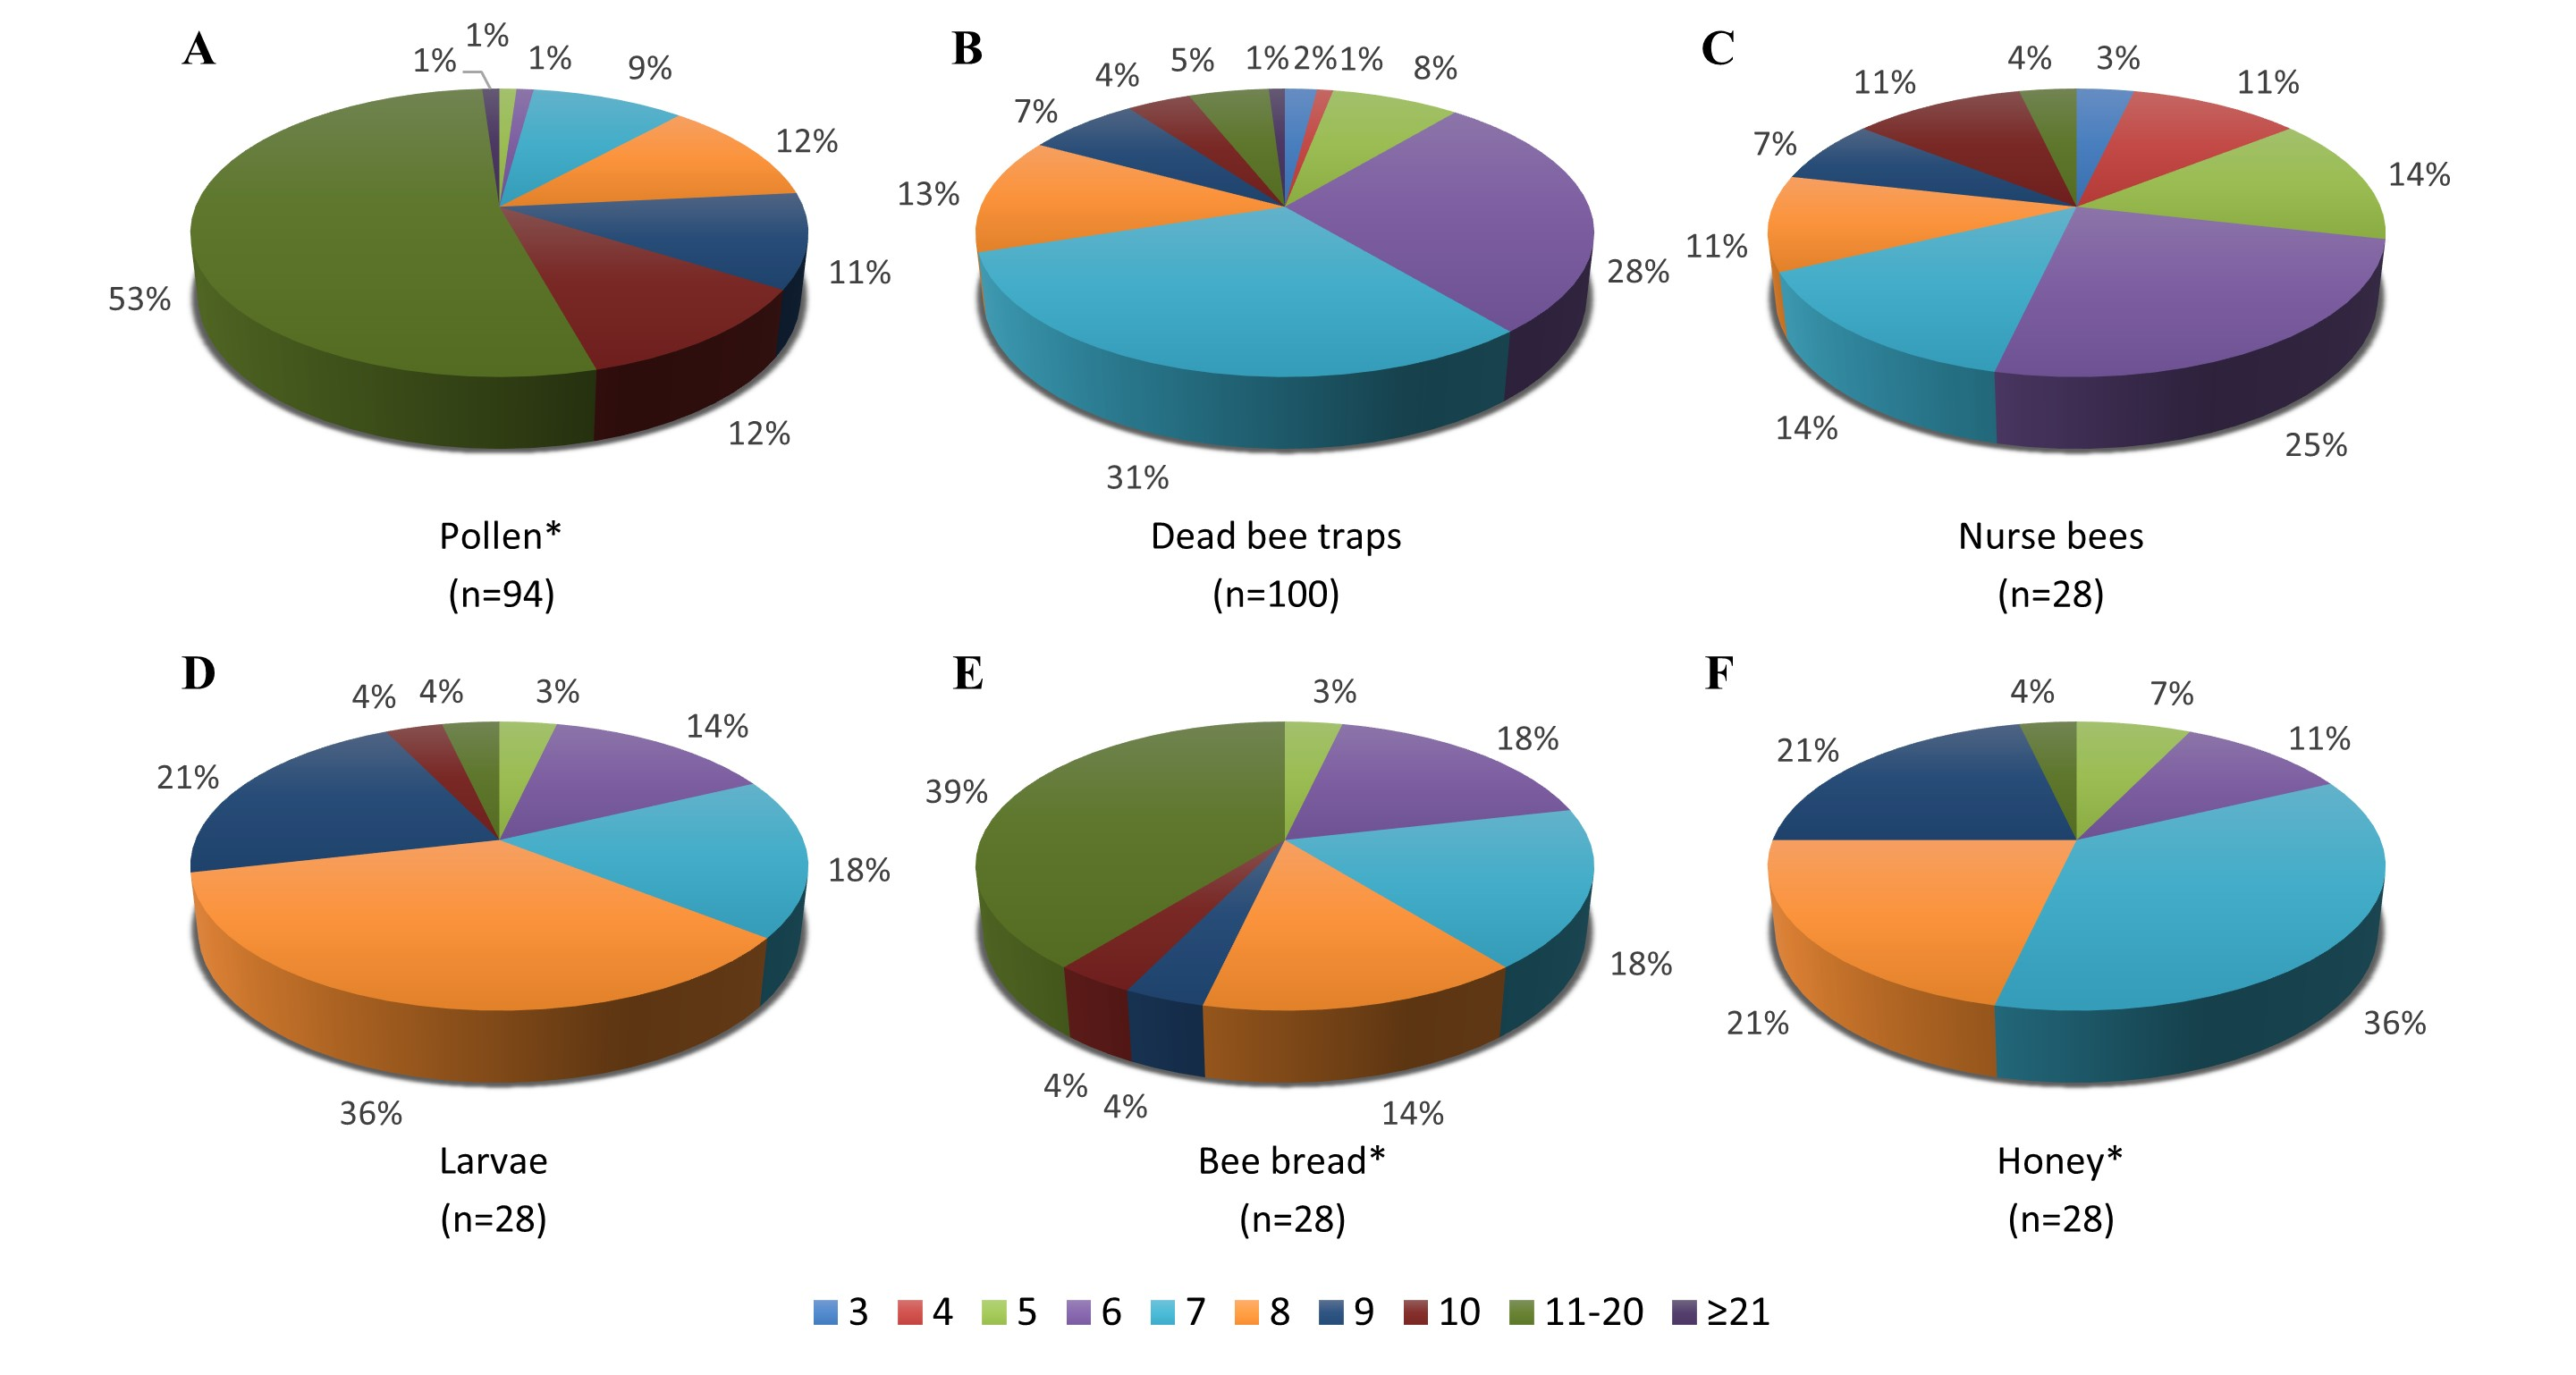 A
1%
1%
1%
9%
12%
11%
12%
53%
Pollen*
(n=94)
B
4%
5%
1%
2%
1%
8%
28%
31%
13%
7%
Dead bee traps
(n=100)
C
4%
3%
11%
14%
25%
14%
11%
7%
11%
Nurse bees
(n=28)
D
4%
4%
3%
14%
18%
36%
21%
Larvae
(n=28)
E
3%
18%
18%
14%
4%
4%
39%
Bee bread*
(n=28)
F
4%
7%
11%
36%
21%
21%
Honey*
(n=28)
3 4 5 6 7 8 9 10 11-20 ≥21